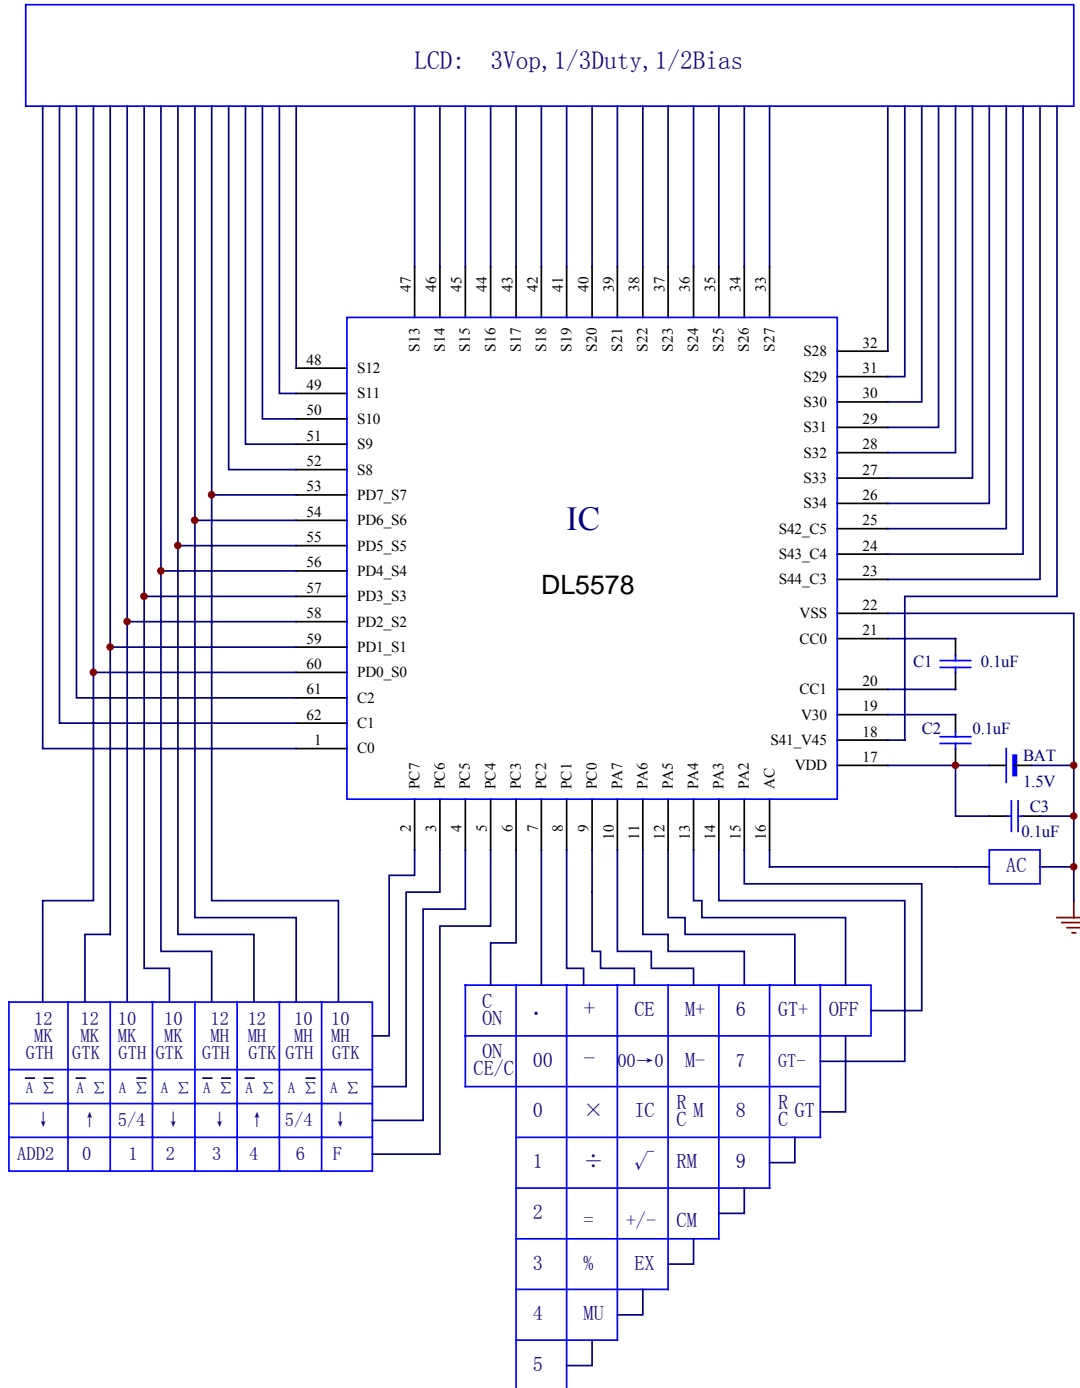 LCD: 3Vop,1/3Duty,1/2Bias
47 46 45 44 43 42 41 40 39 38 37 36 35 34 33
S13 S14 S15 S16 S17 S18 S19 S20 S21 S22 S23 S24 S25 S26 S27
48 S12
49 S11
50 S10
51 S9
52 S8
53 PD7_S7
54 PD6_S6
55 PD5_S5
56 PD4_S4
57 PD3_S3
58 PD2_S2
59 PD1_S1
60 PD0_S0
61 C2
62 C1
1 C0
IC
DL5578
S28 32
S29 31
S30 30
S31 29
S32 28
S33 27
S34 26
S42_C5 25
S43_C4 24
S44_C3 23
VSS 22
CC0 21
C1 0.1uF
CC1 20
V30 19
C2 0.1uF
S41_V45 18
VDD 17
BAT
1.5V
C3
0.1uF
AC
PC7 PC6 PC5 PC4 PC3 PC2 PC1 PC0 PA7 PA6 PA5 PA4 PA3 PA2 AC
2 3 4 5 6 7 8 9 10 11 12 13 14 15 16
12 12 10 10 12 12 10 10
MK MK MK MK MH MH MH MH
GTH GTK GTH GTK GTH GTK GTH GTK
A̅ Σ̅ A̅ Σ A Σ̅ A Σ A̅ Σ̅ A̅ Σ A Σ̅ A Σ
↓ ↑ 5/4 ↓ ↓ ↑ 5/4 ↓
ADD2 0 1 2 3 4 6 F
C ON . + CE M+ 6 GT+ OFF
ON CE/C 00 − 00→0 M− 7 GT−
0 × IC RC M 8 RC GT
1 ÷ √ RM 9
2 = +/− CM
3 % EX
4 MU
5